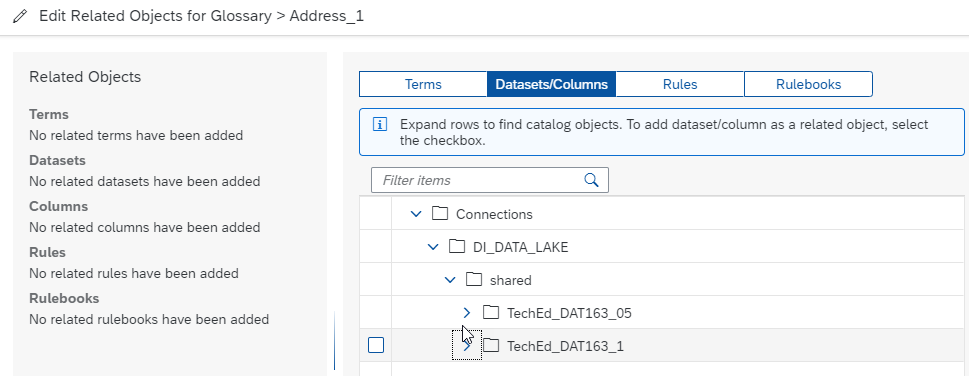 Edit Related Objects for Glossary > Address_1
Related Objects
Terms
No related terms have been added
Datasets
No related datasets have been added
Columns
No related columns have been added
Rules
No related rules have been added
Rulebooks
No related rulebooks have been added
Terms Datasets/Columns Rules Rulebooks
Expand rows to find catalog objects. To add dataset/column as a related object, select
the checkbox.
Filter items
Connections
DI_DATA_LAKE
shared
TechEd_DAT163_05
TechEd_DAT163_1